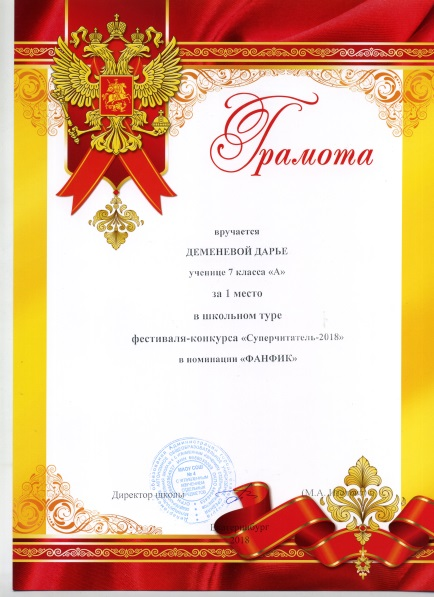 Грамота
вручается
ДЕМЕНЕВОЙ ДАРЬЕ
ученице 7 класса «А»
за 1 место
в школьном туре
фестиваля-конкурса «Суперчитатель-2018»
в номинации «ФАНФИК»
Директор школы (М.А.
2018